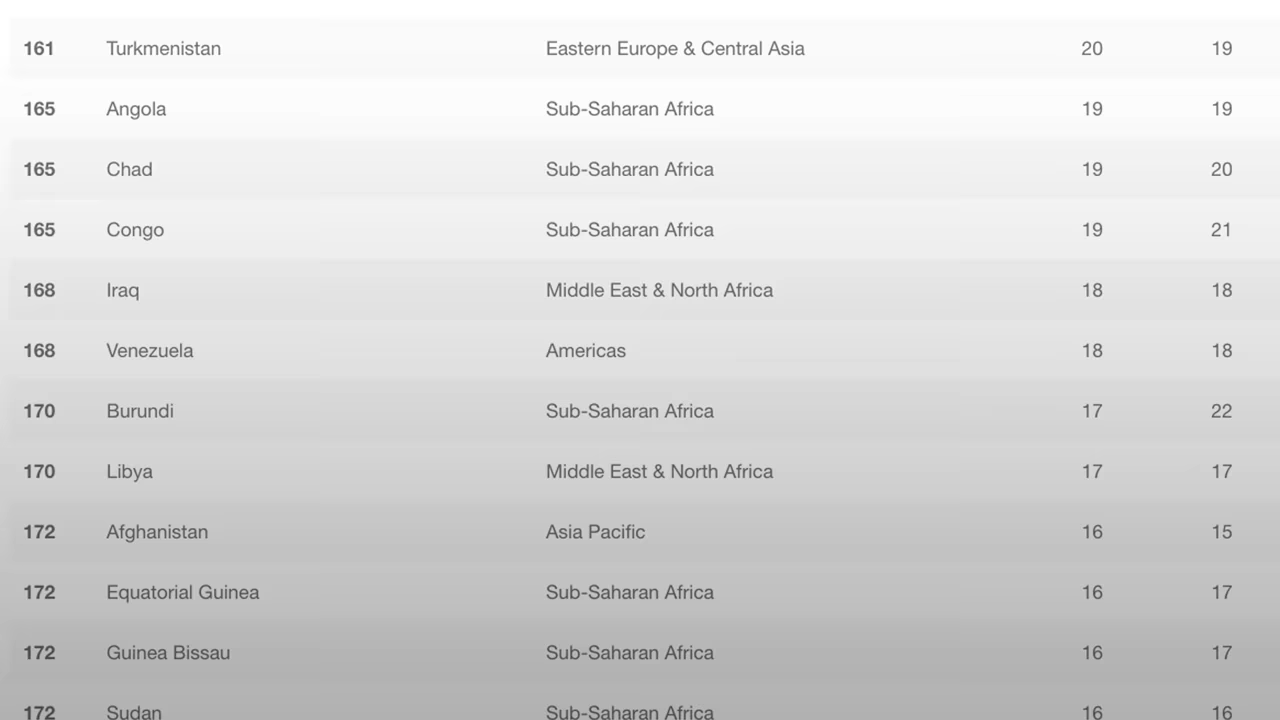 161 Turkmenistan Eastern Europe & Central Asia 20 19
165 Angola Sub-Saharan Africa 19 19
165 Chad Sub-Saharan Africa 19 20
165 Congo Sub-Saharan Africa 19 21
168 Iraq Middle East & North Africa 18 18
168 Venezuela Americas 18 18
170 Burundi Sub-Saharan Africa 17 22
170 Libya Middle East & North Africa 17 17
172 Afghanistan Asia Pacific 16 15
172 Equatorial Guinea Sub-Saharan Africa 16 17
172 Guinea Bissau Sub-Saharan Africa 16 17
172 Sudan Sub-Saharan Africa 16 16